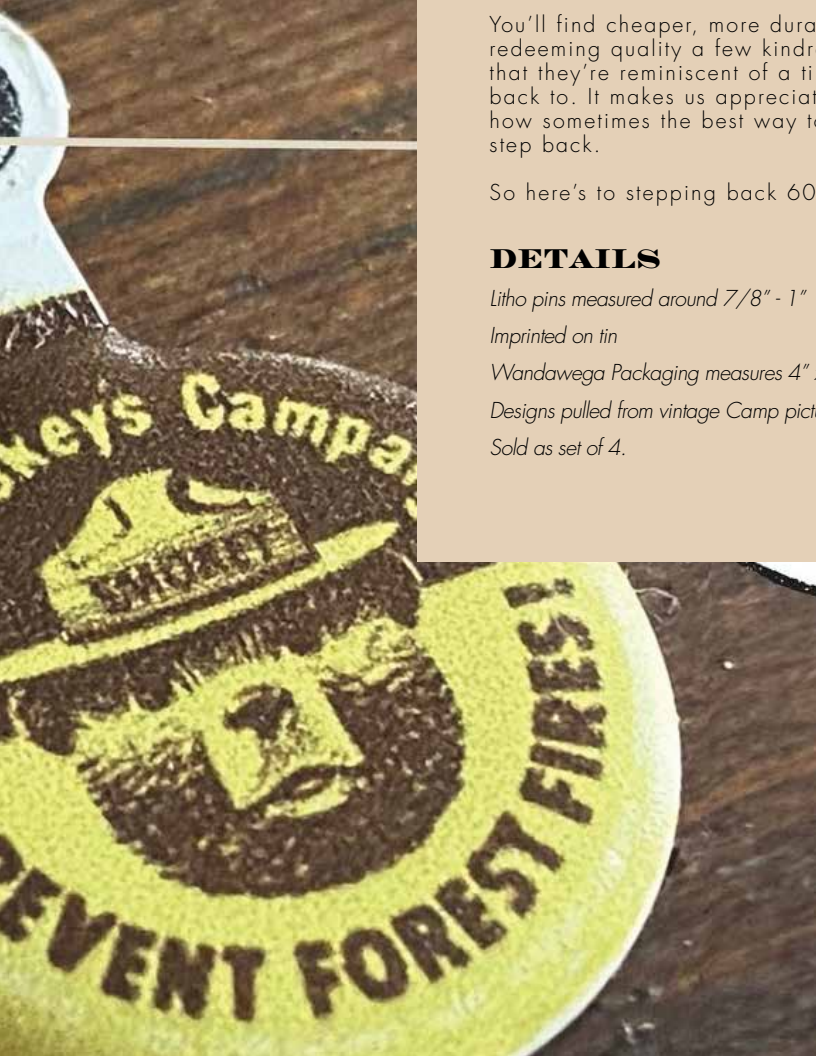 You'll find cheaper, more dura
redeeming quality a few kindr
that they're reminiscent of a ti
back to. It makes us appreciat
how sometimes the best way to
step back.
So here's to stepping back 60
DETAILS
Litho pins measured around 7/8" - 1"
Imprinted on tin
Wandawega Packaging measures 4"
Designs pulled from vintage Camp pict
Sold as set of 4.
keys Campai
SMOKEY
EVENT FOREST FIRES!